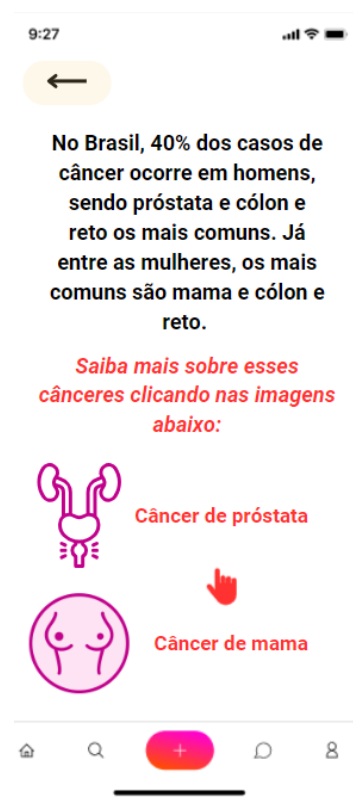 9:27
No Brasil, 40% dos casos de
câncer ocorre em homens,
sendo próstata e cólon e
reto os mais comuns. Já
entre as mulheres, os mais
comuns são mama e cólon e
reto.
Saiba mais sobre esses
cânceres clicando nas imagens
abaixo:
Câncer de próstata
Câncer de mama